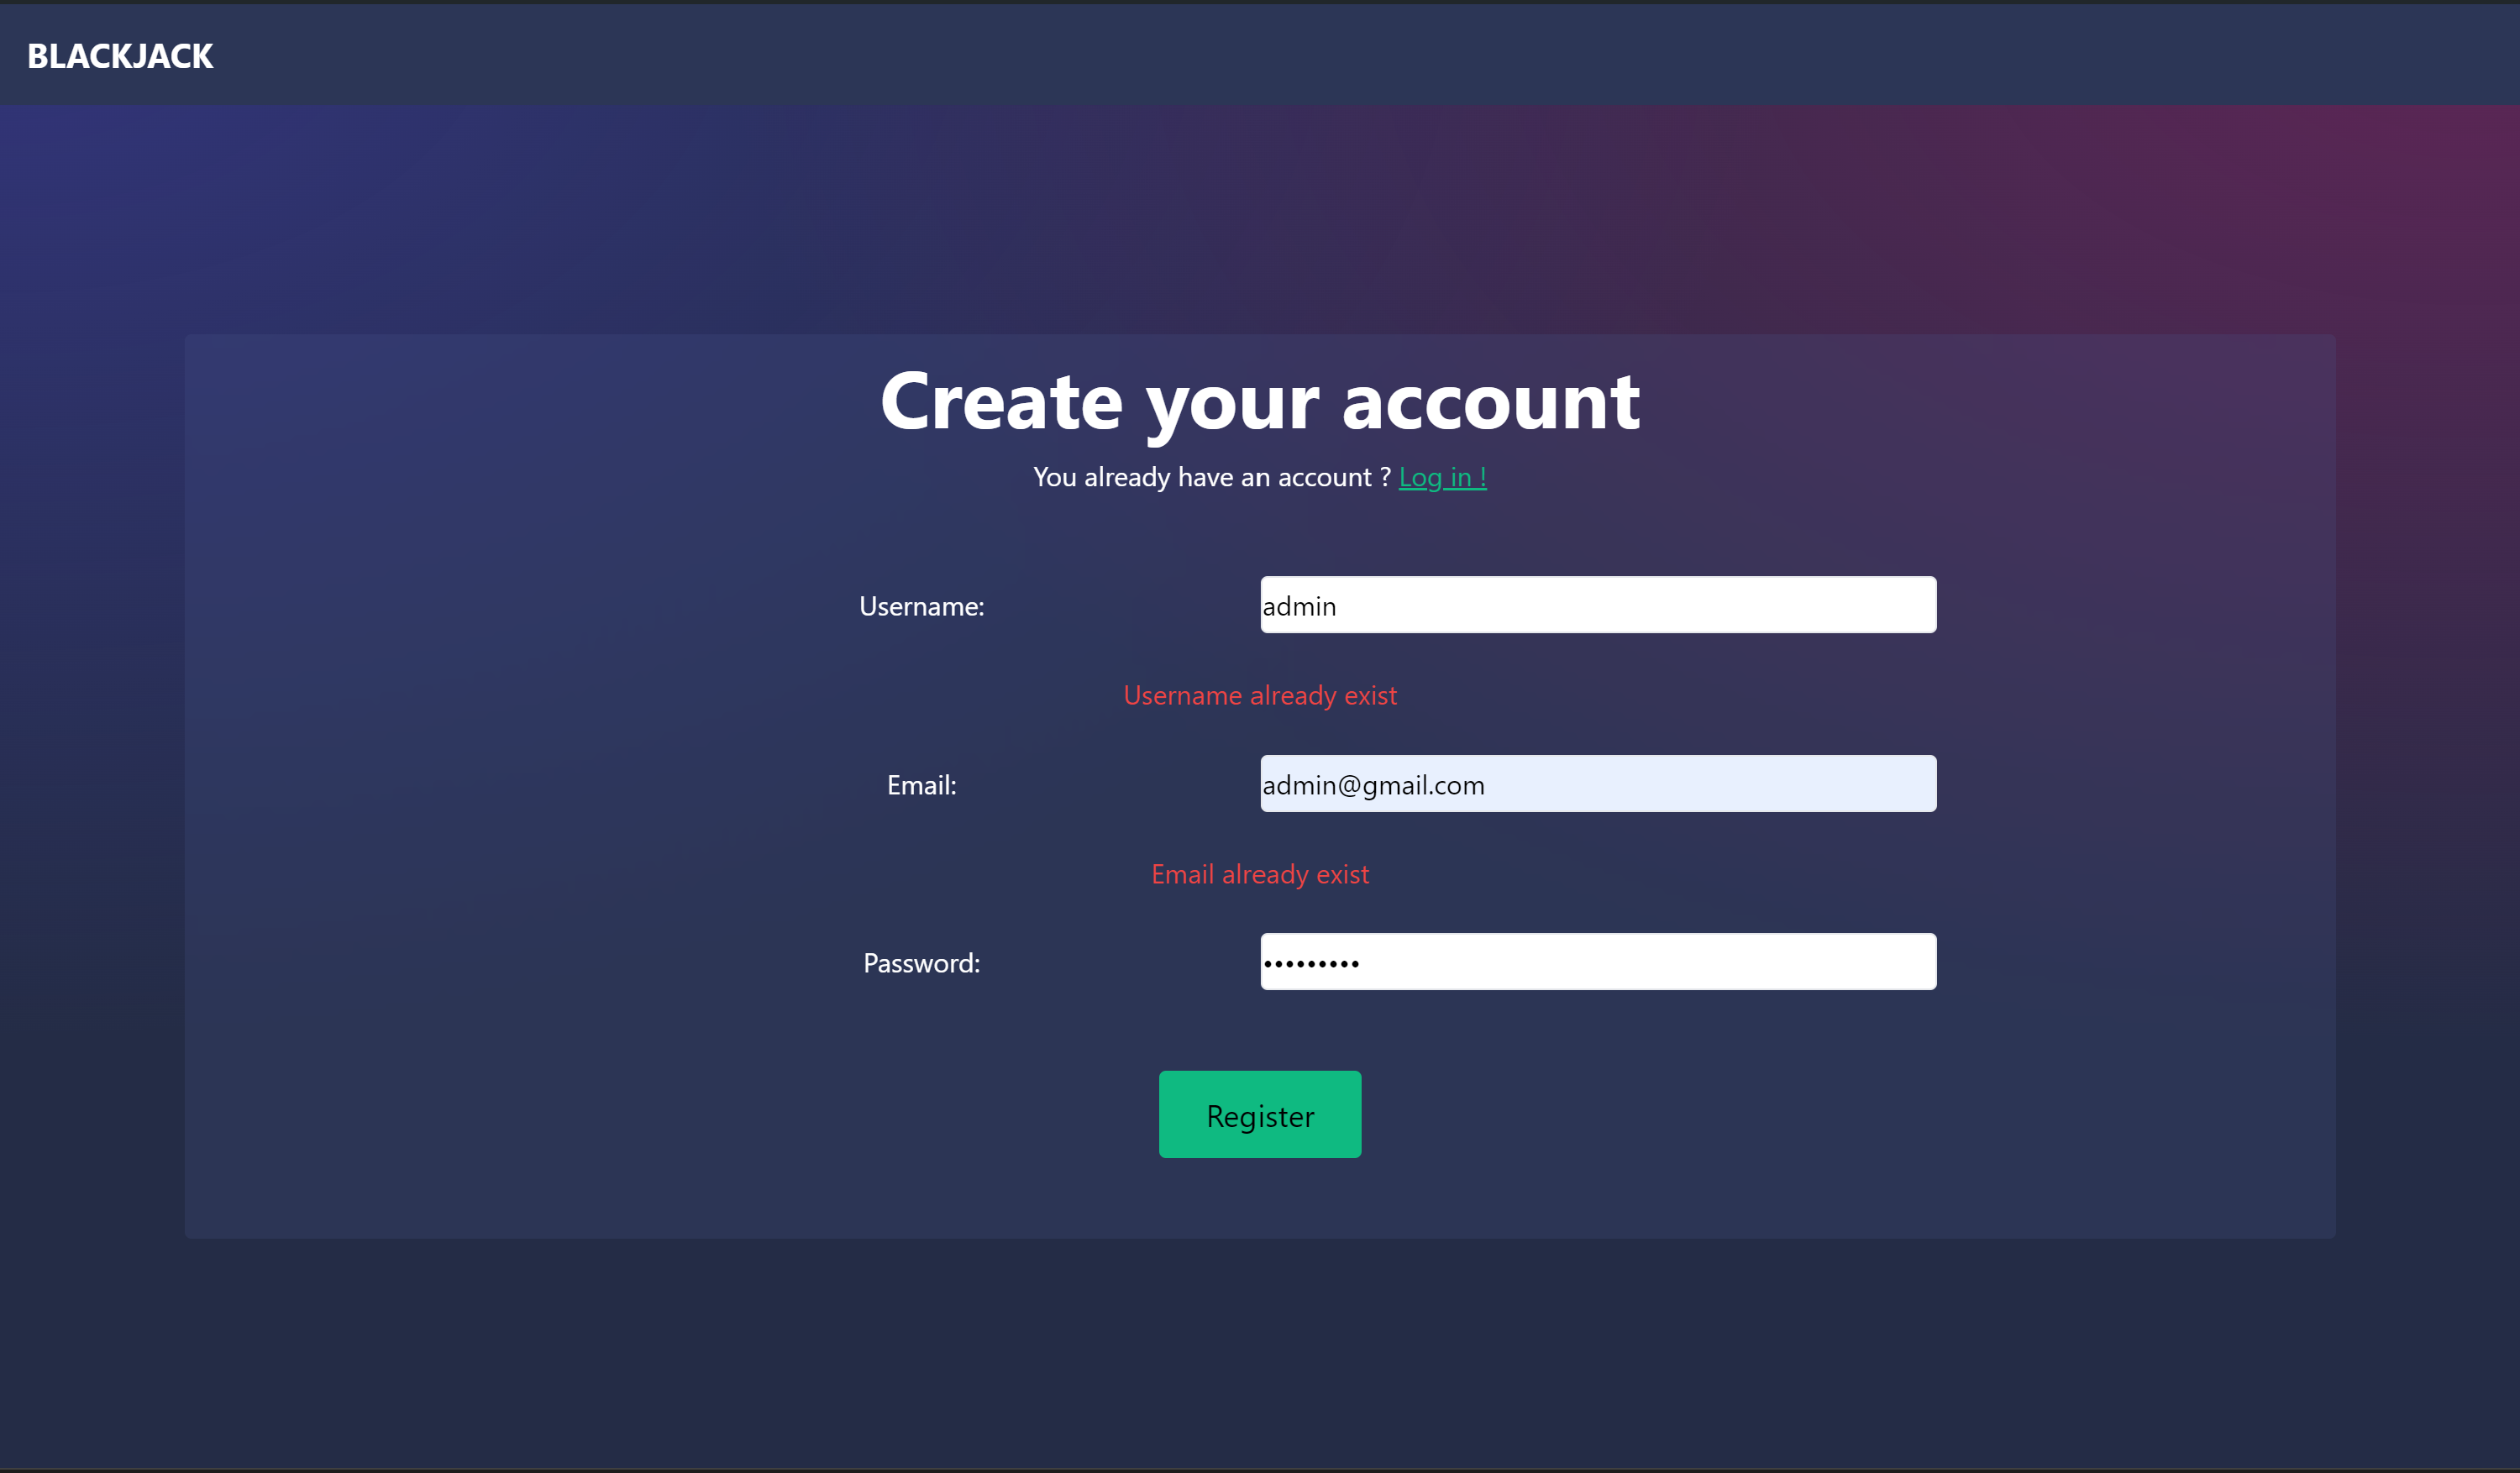 BLACKJACK
Create your account
You already have an account ? Log in !
Username: admin
Username already exist
Email: admin@gmail.com
Email already exist
Password: •••••••••
Register